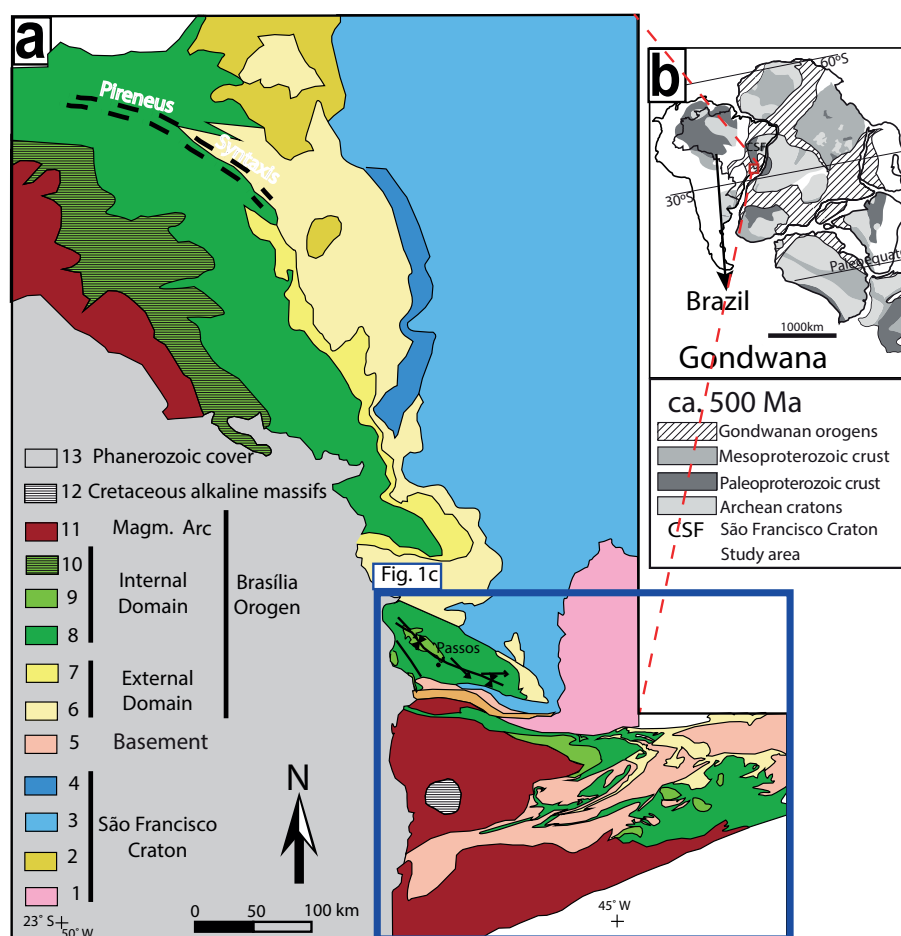 a
Pireneus
Syntaxis
b
60ºS
CSF
30ºS
Paleoequat
Brazil
1000km
Gondwana
ca. 500 Ma
Gondwanan orogens
Mesoproterozoic crust
Paleoproterozoic crust
Archean cratons
CSF São Francisco Craton
Study area
13 Phanerozoic cover
12 Cretaceous alkaline massifs
11 Magm. Arc
10
9
8
Internal
Domain
7
6
External
Domain
Brasília
Orogen
5 Basement
4
3
2
1
São Francisco
Craton
N
0 50 100 km
23° S
50° W
Fig. 1c
Passos
45° W